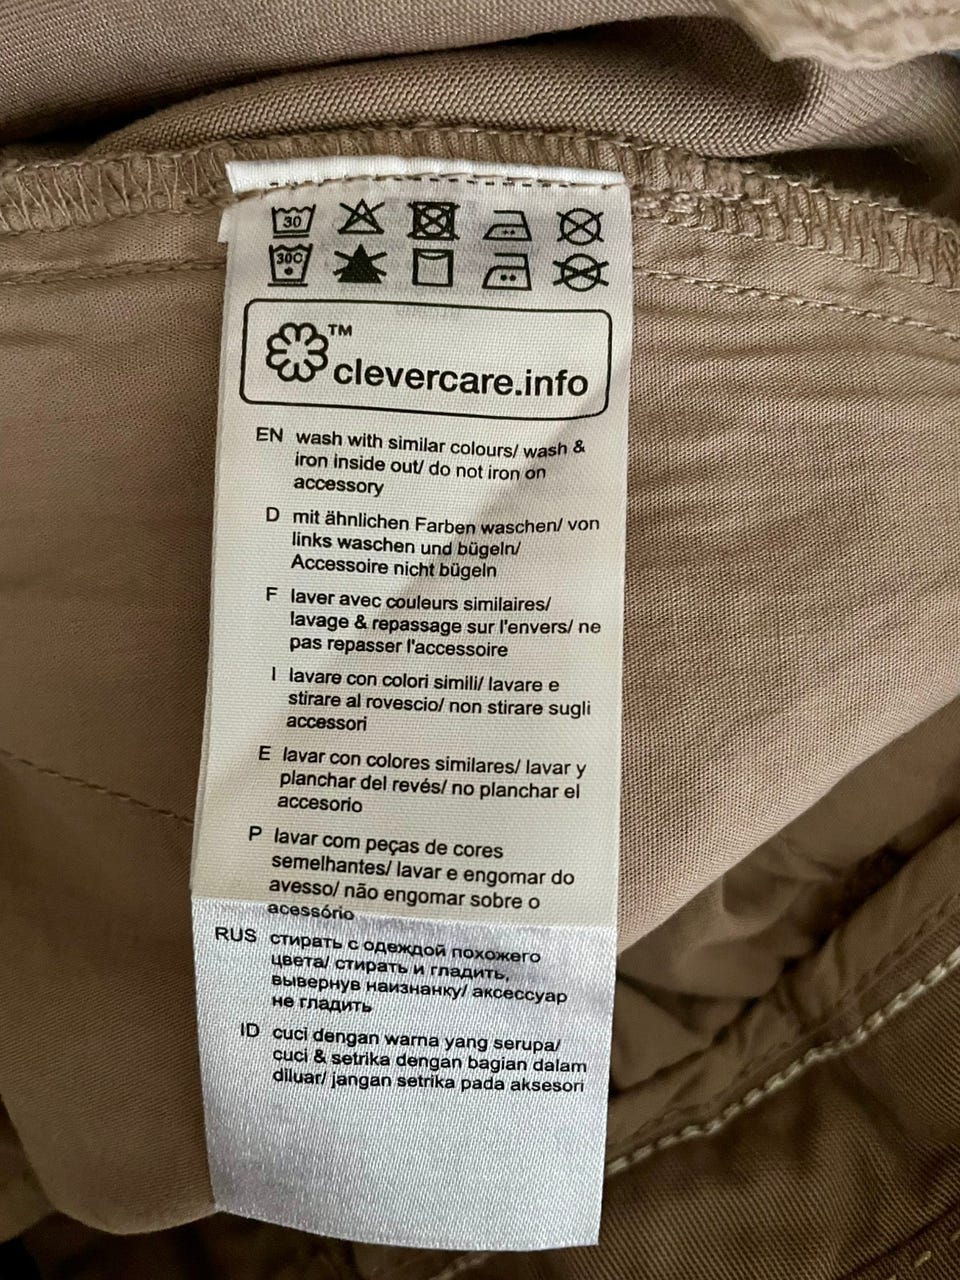 30
30C
™
clevercare.info
EN wash with similar colours/ wash &
iron inside out/ do not iron on
accessory
D mit ähnlichen Farben waschen/ von
links waschen und bügeln/
Accessoire nicht bügeln
F laver avec couleurs similaires/
lavage & repassage sur l'envers/ ne
pas repasser l'accessoire
I lavare con colori simili/ lavare e
stirare al rovescio/ non stirare sugli
accessori
E lavar con colores similares/ lavar y
planchar del revés/ no planchar el
accesorio
P lavar com peças de cores
semelhantes/ lavar e engomar do
avesso/ não engomar sobre o
acessório
RUS стирать с одеждой похожего
цвета/ стирать и гладить,
вывернув наизнанку/ аксессуар
не гладить
ID cuci dengan warna yang serupa/
cuci & setrika dengan bagian dalam
diluar/ jangan setrika pada aksesori